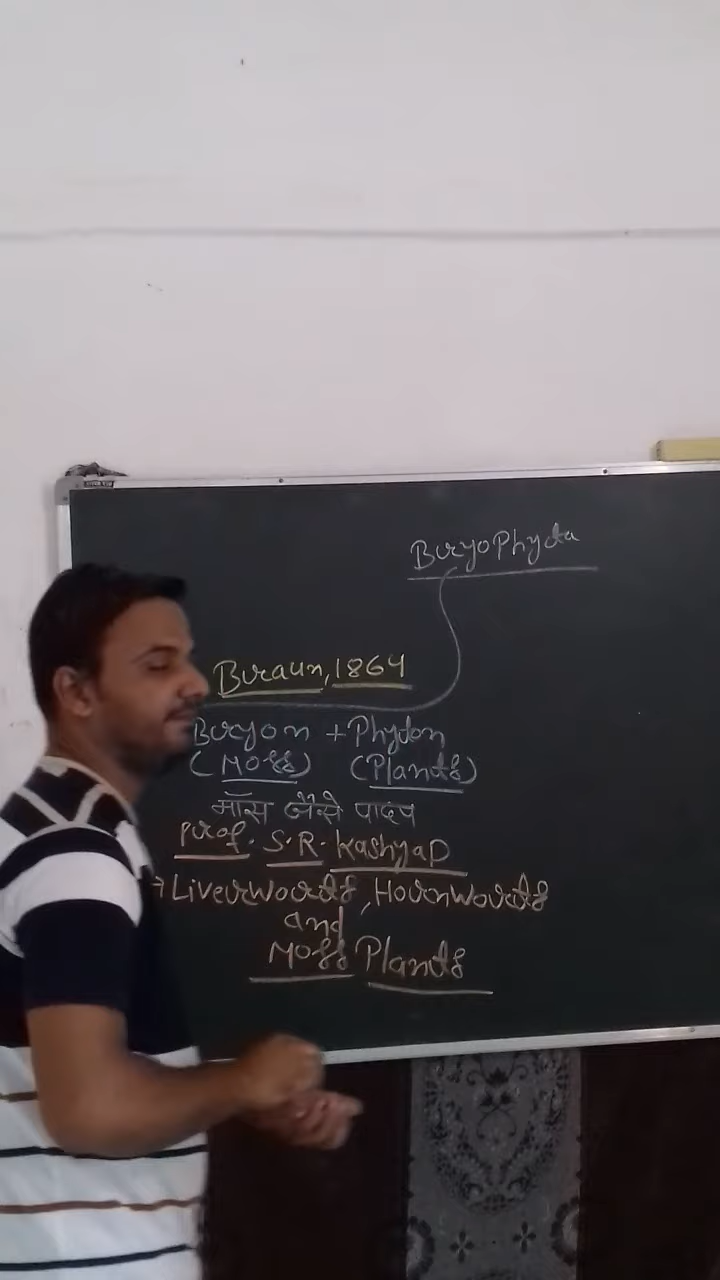 BryoPhyta
Braun, 1864
Bryon + Phyton
(Moss) (Plants)
मॉस जैसे पादप
Prof. S.R. Kashyap
→ Liverworts, Hornworts
and
Moss Plants